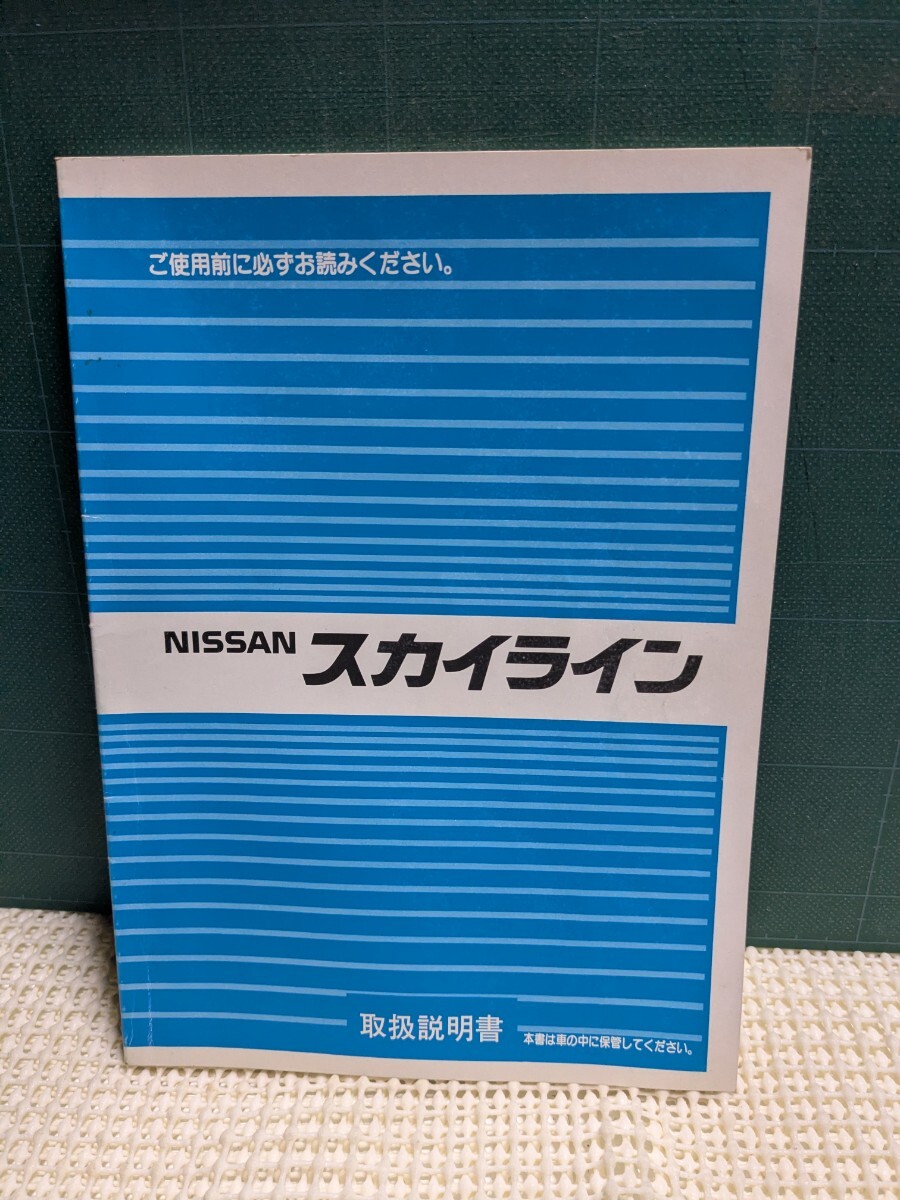 ご使用前に必ずお読みください。
NISSAN スカイライン
取扱説明書
本書は車の中に保管してください。